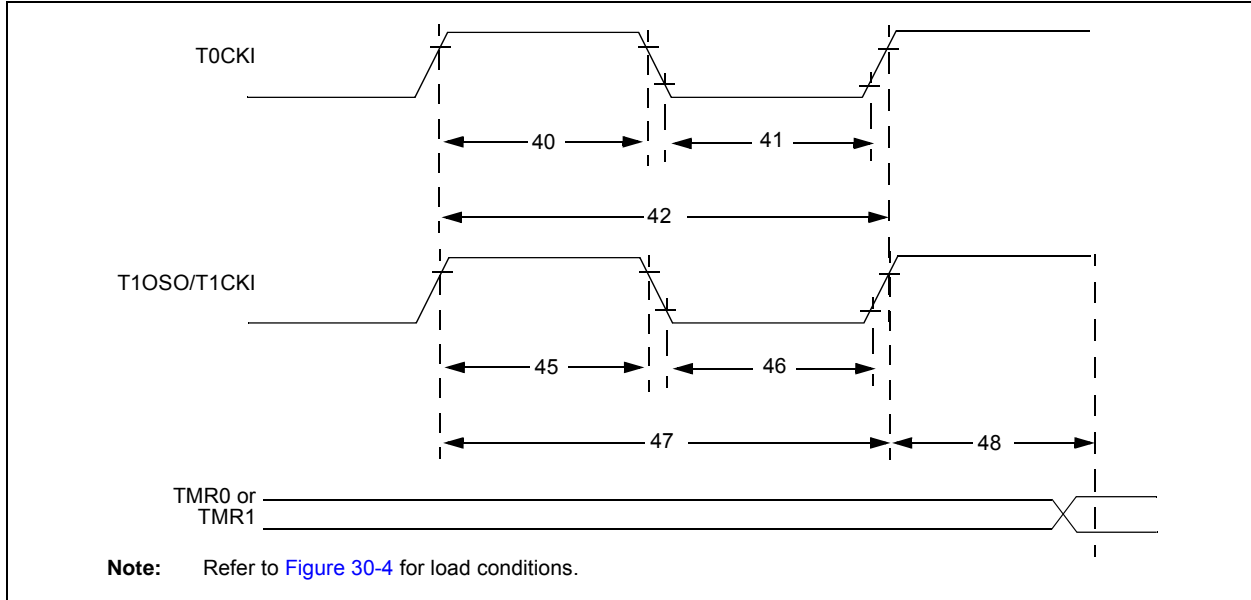 T0CKI
40
41
42
T1OSO/T1CKI
45
46
47
48
TMR0 or
TMR1
Note: Refer to Figure 30-4 for load conditions.